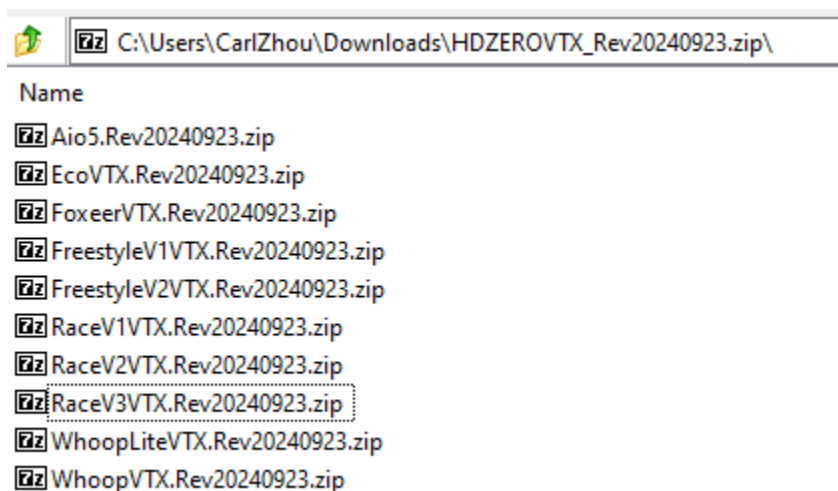 C:\Users\CarlZhou\Downloads\HDZEROVTX_Rev20240923.zip\
Name
Aio5.Rev20240923.zip
EcoVTX.Rev20240923.zip
FoxeerVTX.Rev20240923.zip
FreestyleV1VTX.Rev20240923.zip
FreestyleV2VTX.Rev20240923.zip
RaceV1VTX.Rev20240923.zip
RaceV2VTX.Rev20240923.zip
RaceV3VTX.Rev20240923.zip
WhoopLiteVTX.Rev20240923.zip
WhoopVTX.Rev20240923.zip